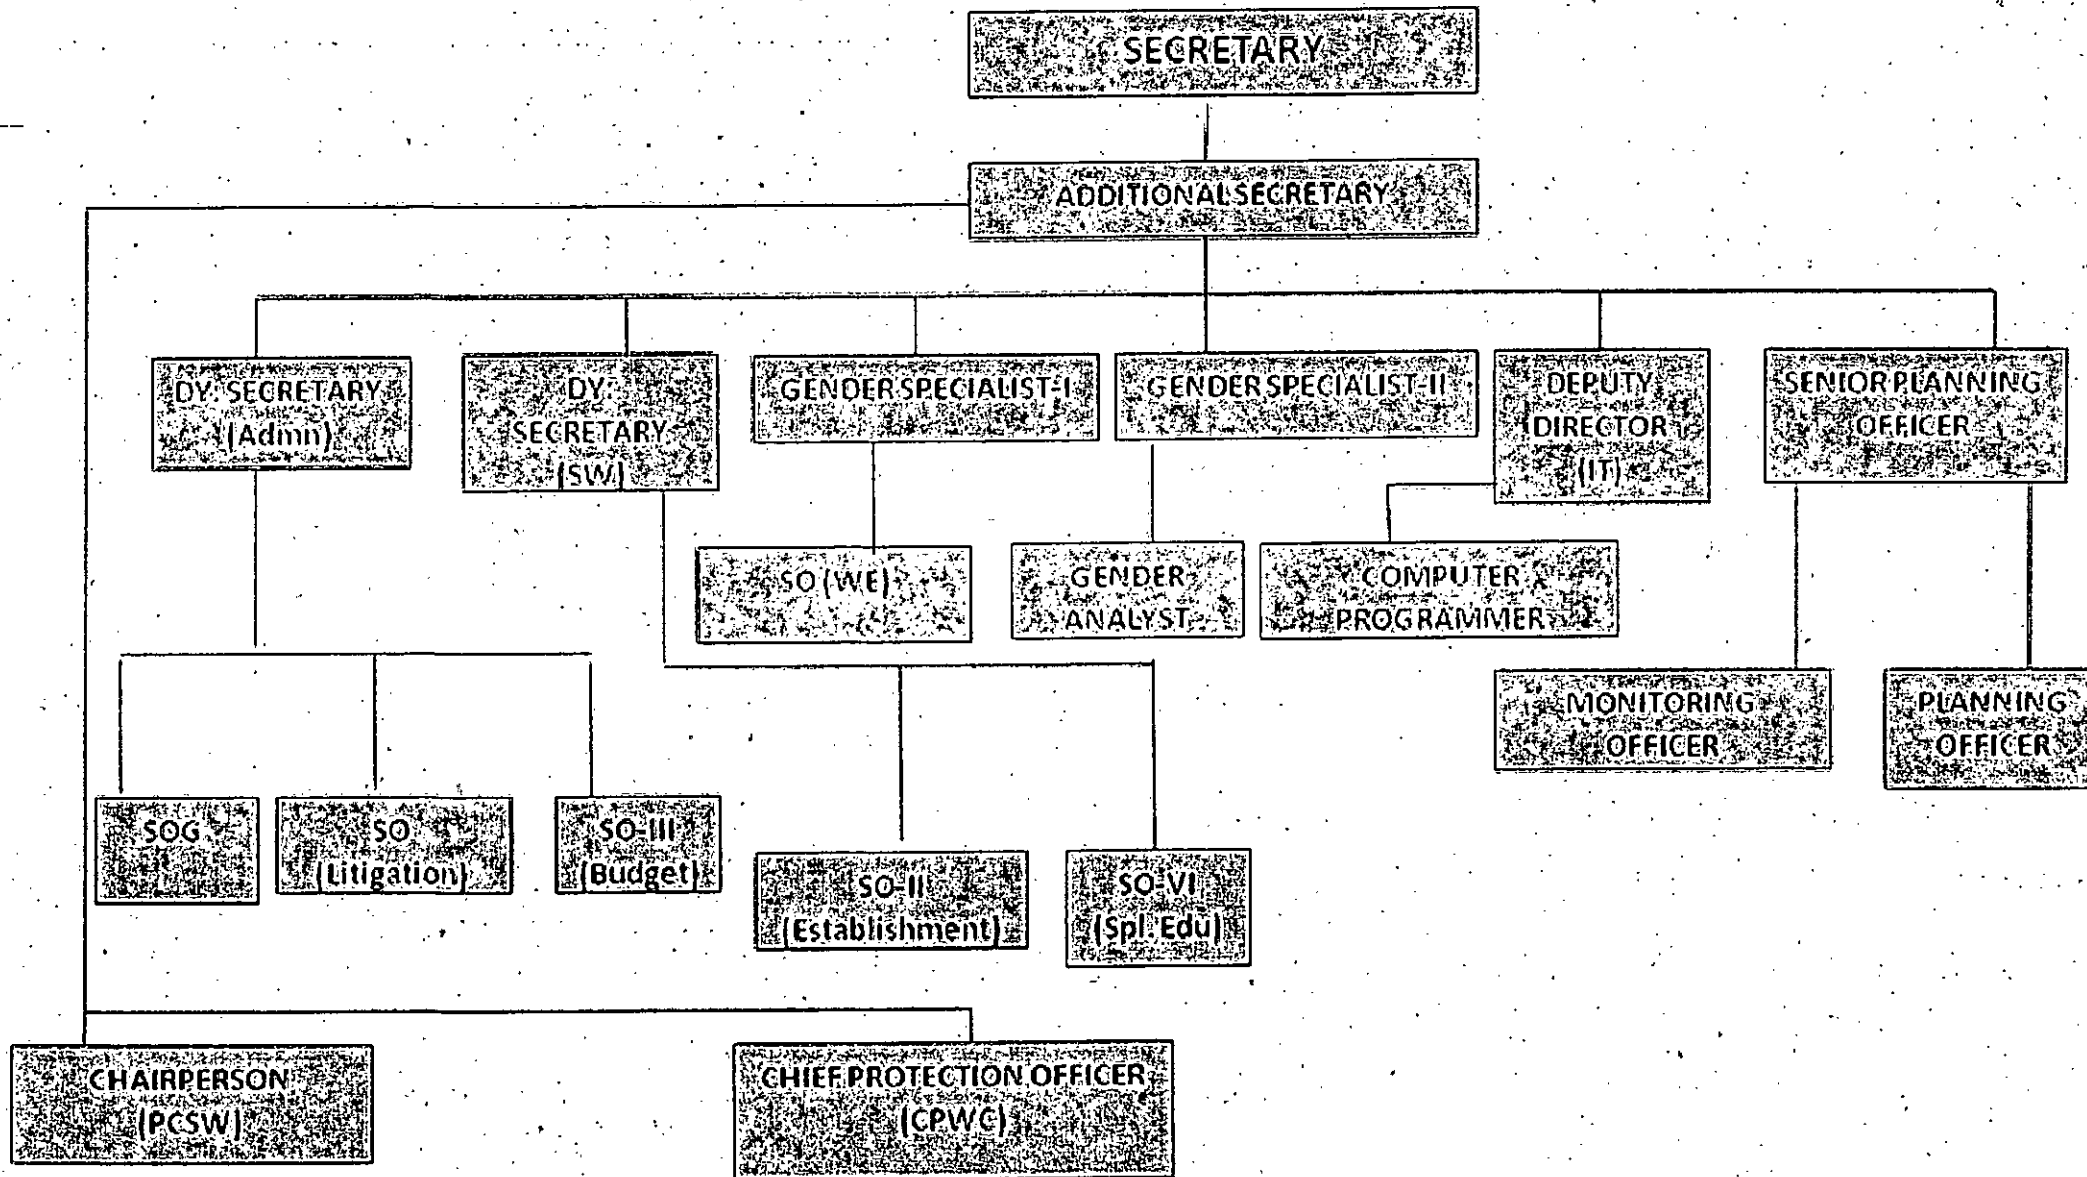 SECRETARY
ADDITIONAL SECRETARY
DY: SECRETARY
(Admn)
DY:
SECRETARY
(SW)
GENDER SPECIALIST-I
GENDER SPECIALIST-II
DEPUTY
DIRECTOR
(IT)
SENIOR PLANNING
OFFICER
SO (WE)
GENDER
ANALYST
COMPUTER
PROGRAMMER
MONITORING
OFFICER
PLANNING
OFFICER
SOG
SO
(Litigation)
SO-III
(Budget)
SO-II
(Establishment)
SO-VI
(Spl. Edu)
CHAIRPERSON
(PCSW)
CHIEF PROTECTION OFFICER
(CPWC)